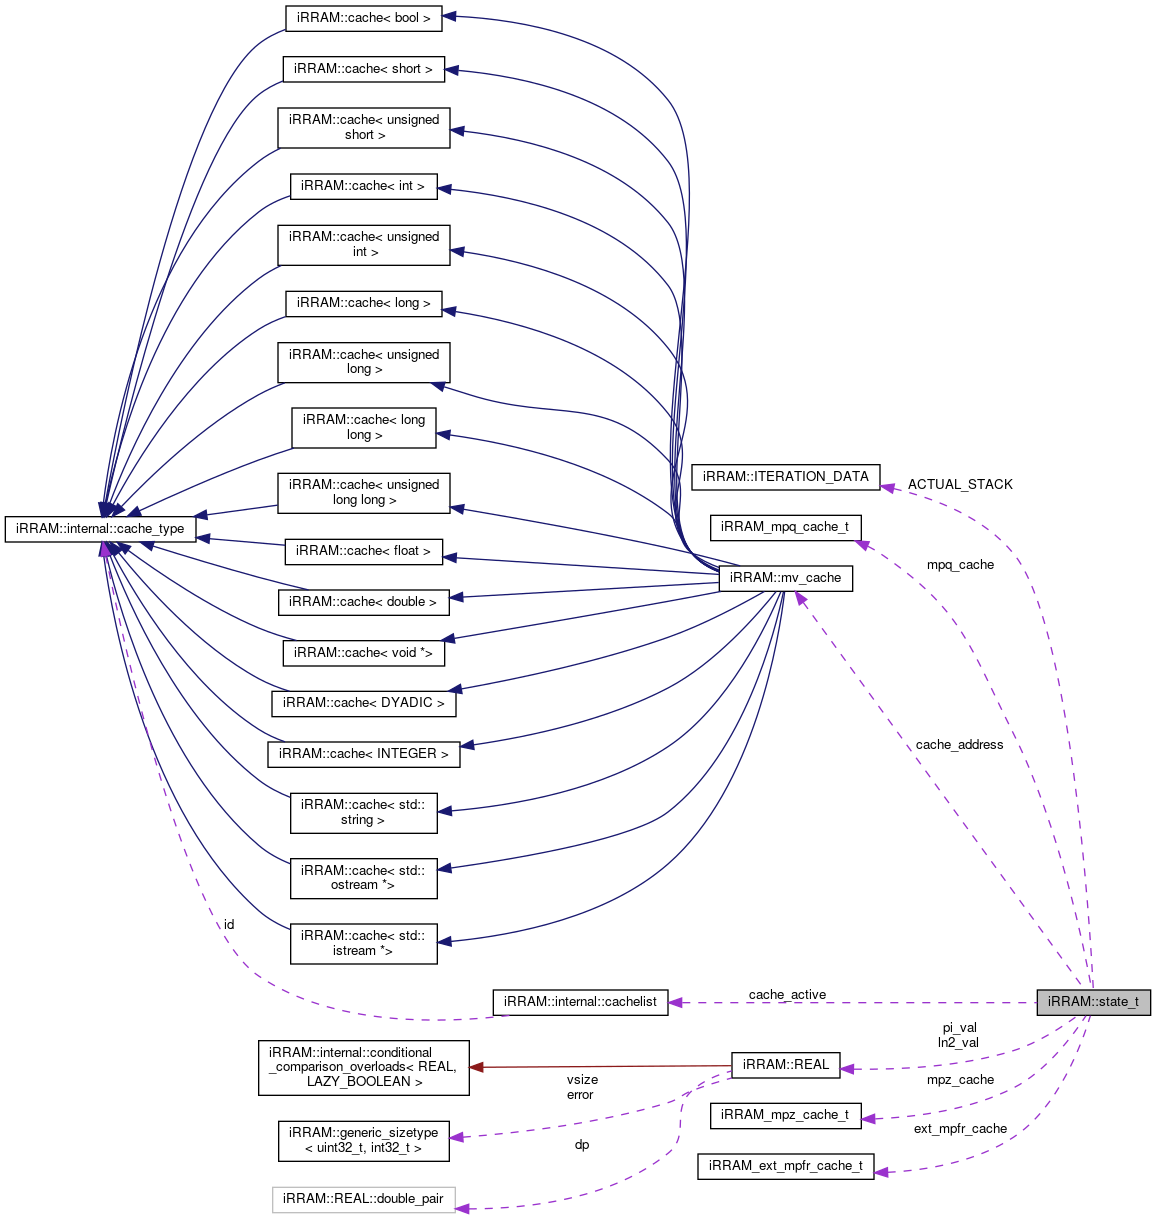 iRRAM::cache< bool >
iRRAM::cache< short >
iRRAM::cache< unsigned
short >
iRRAM::cache< int >
iRRAM::cache< unsigned
int >
iRRAM::cache< long >
iRRAM::cache< unsigned
long >
iRRAM::cache< long
long >
iRRAM::cache< unsigned
long long >
iRRAM::internal::cache_type
iRRAM::cache< float >
iRRAM::cache< double >
iRRAM::cache< void *>
iRRAM::cache< DYADIC >
iRRAM::cache< INTEGER >
iRRAM::cache< std::
string >
iRRAM::cache< std::
ostream *>
iRRAM::cache< std::
istream *>
id
iRRAM::ITERATION_DATA
ACTUAL_STACK
iRRAM_mpq_cache_t
mpq_cache
iRRAM::mv_cache
cache_address
iRRAM::internal::cachelist
cache_active
iRRAM::state_t
iRRAM::internal::conditional
_comparison_overloads< REAL,
LAZY_BOOLEAN >
iRRAM::REAL
pi_val
ln2_val
vsize
error
iRRAM::generic_sizetype
< uint32_t, int32_t >
dp
iRRAM::REAL::double_pair
iRRAM_mpz_cache_t
mpz_cache
iRRAM_ext_mpfr_cache_t
ext_mpfr_cache